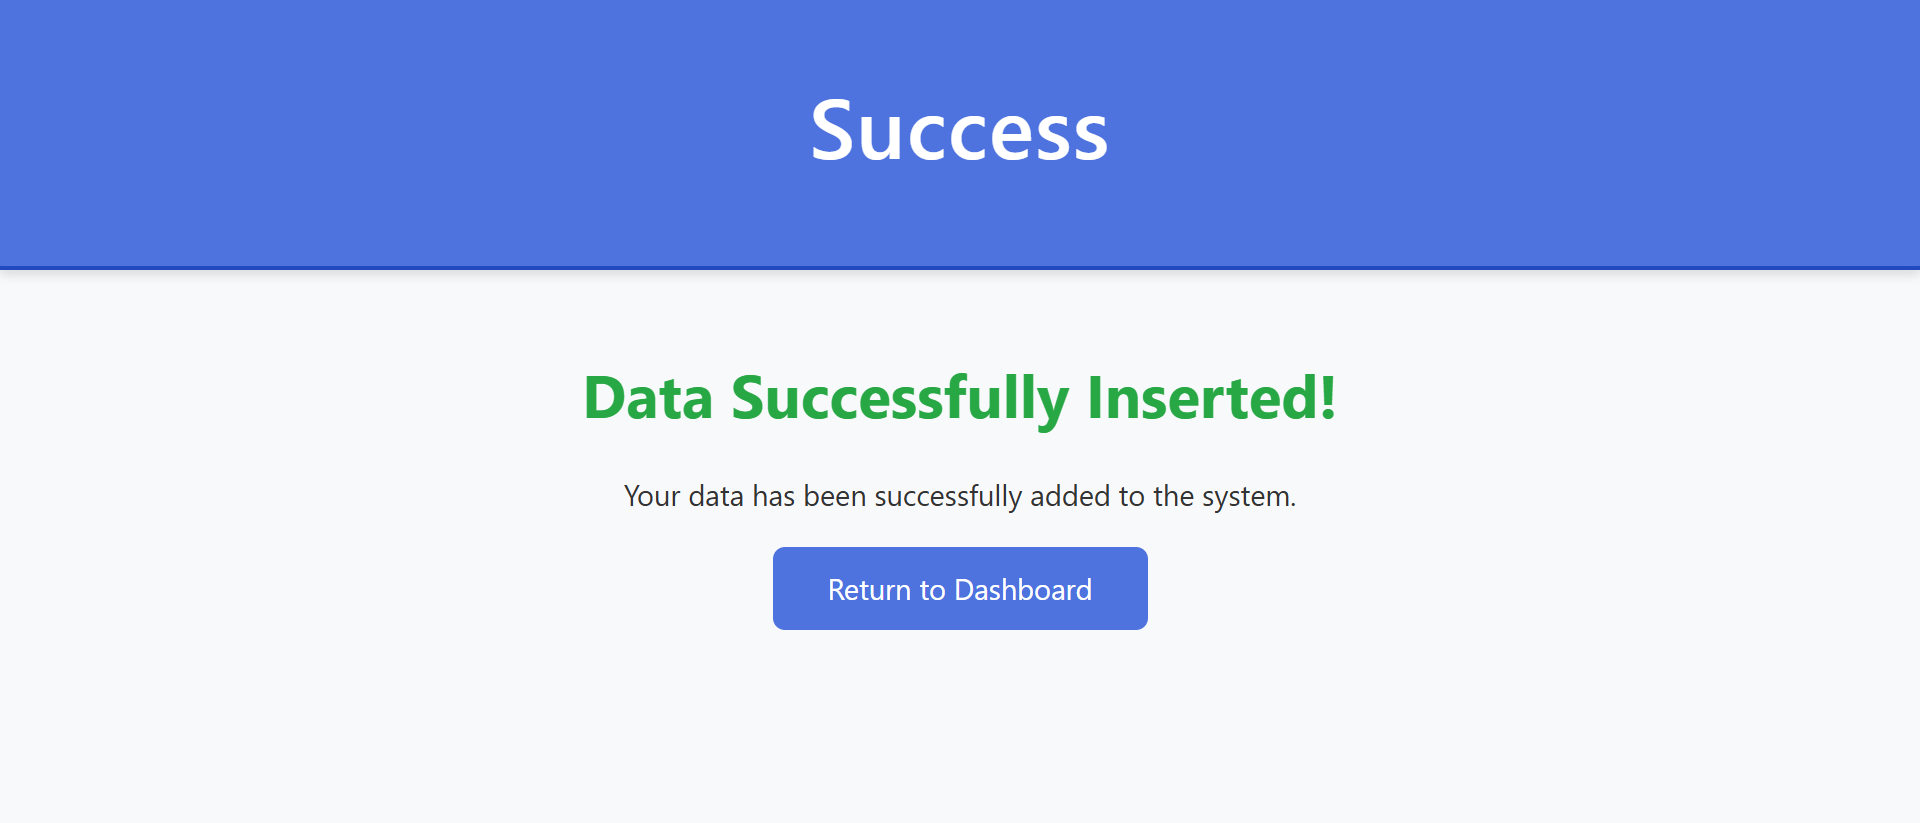 Success
Data Successfully Inserted!
Your data has been successfully added to the system.
Return to Dashboard